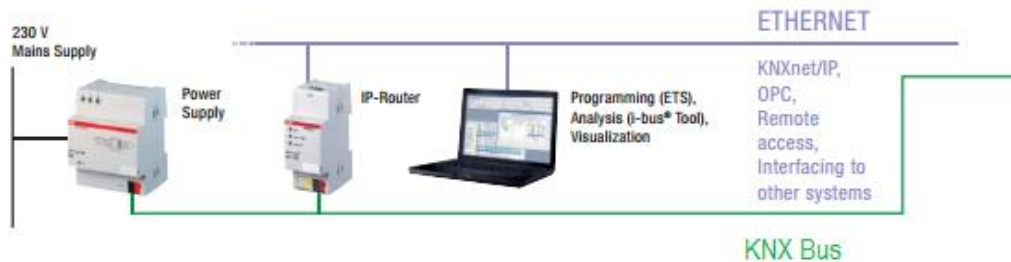 230 V
Mains Supply
Power
Supply
IP-Router
Programming (ETS),
Analysis (i-bus® Tool),
Visualization
ETHERNET
KNXnet/IP,
OPC,
Remote
access,
Interfacing to
other systems
KNX Bus